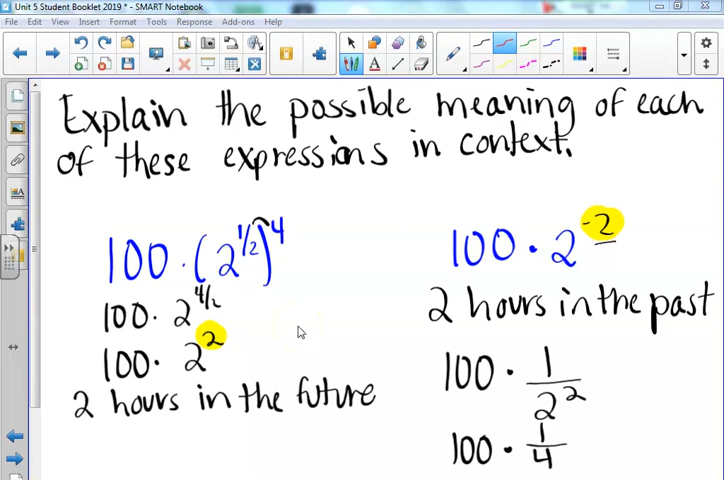 Unit 5 Student Booklet 2019 * - SMART Notebook
File Edit View Insert Format Tools Response Add-ons Help
Explain the possible meaning of each
of these expressions in context.
100 · (2^1/2)^4
100 · 2^4/2
100 · 2^2
2 hours in the future
100 · 2^-2
2 hours in the past
100 · 1/2^2
100 · 1/4